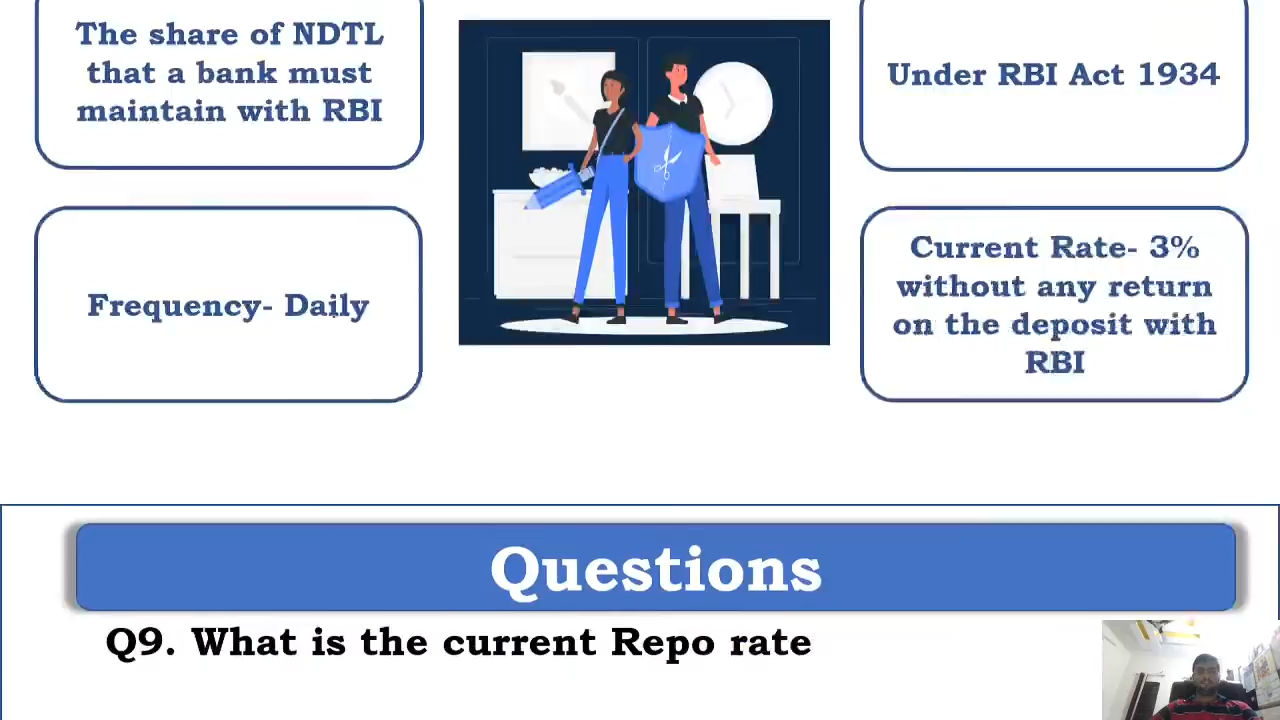 The share of NDTL
that a bank must
maintain with RBI
Under RBI Act 1934
Frequency- Daily
Current Rate- 3%
without any return
on the deposit with
RBI
Questions
Q9. What is the current Repo rate